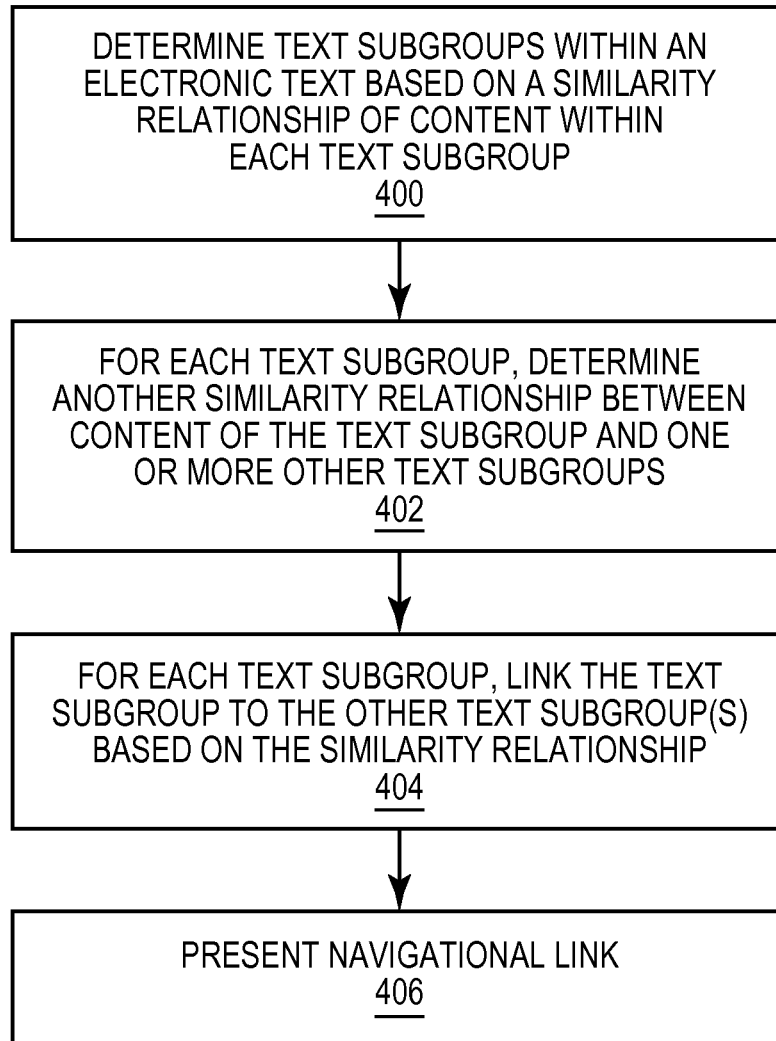 DETERMINE TEXT SUBGROUPS WITHIN AN
ELECTRONIC TEXT BASED ON A SIMILARITY
RELATIONSHIP OF CONTENT WITHIN
EACH TEXT SUBGROUP
400
FOR EACH TEXT SUBGROUP, DETERMINE
ANOTHER SIMILARITY RELATIONSHIP BETWEEN
CONTENT OF THE TEXT SUBGROUP AND ONE
OR MORE OTHER TEXT SUBGROUPS
402
FOR EACH TEXT SUBGROUP, LINK THE TEXT
SUBGROUP TO THE OTHER TEXT SUBGROUP(S)
BASED ON THE SIMILARITY RELATIONSHIP
404
PRESENT NAVIGATIONAL LINK
406